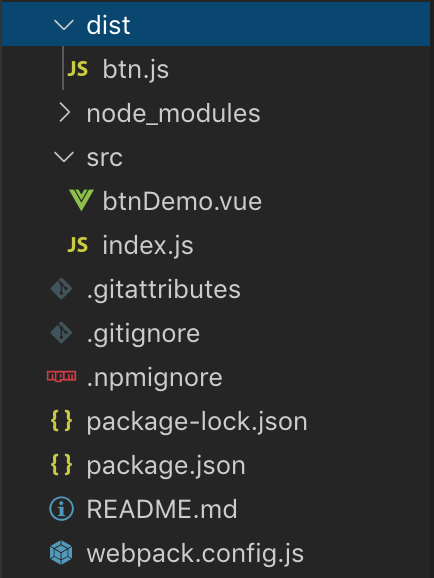 dist
JS btn.js
node_modules
src
btnDemo.vue
JS index.js
.gitattributes
.gitignore
.npmignore
{} package-lock.json
{} package.json
README.md
webpack.config.js